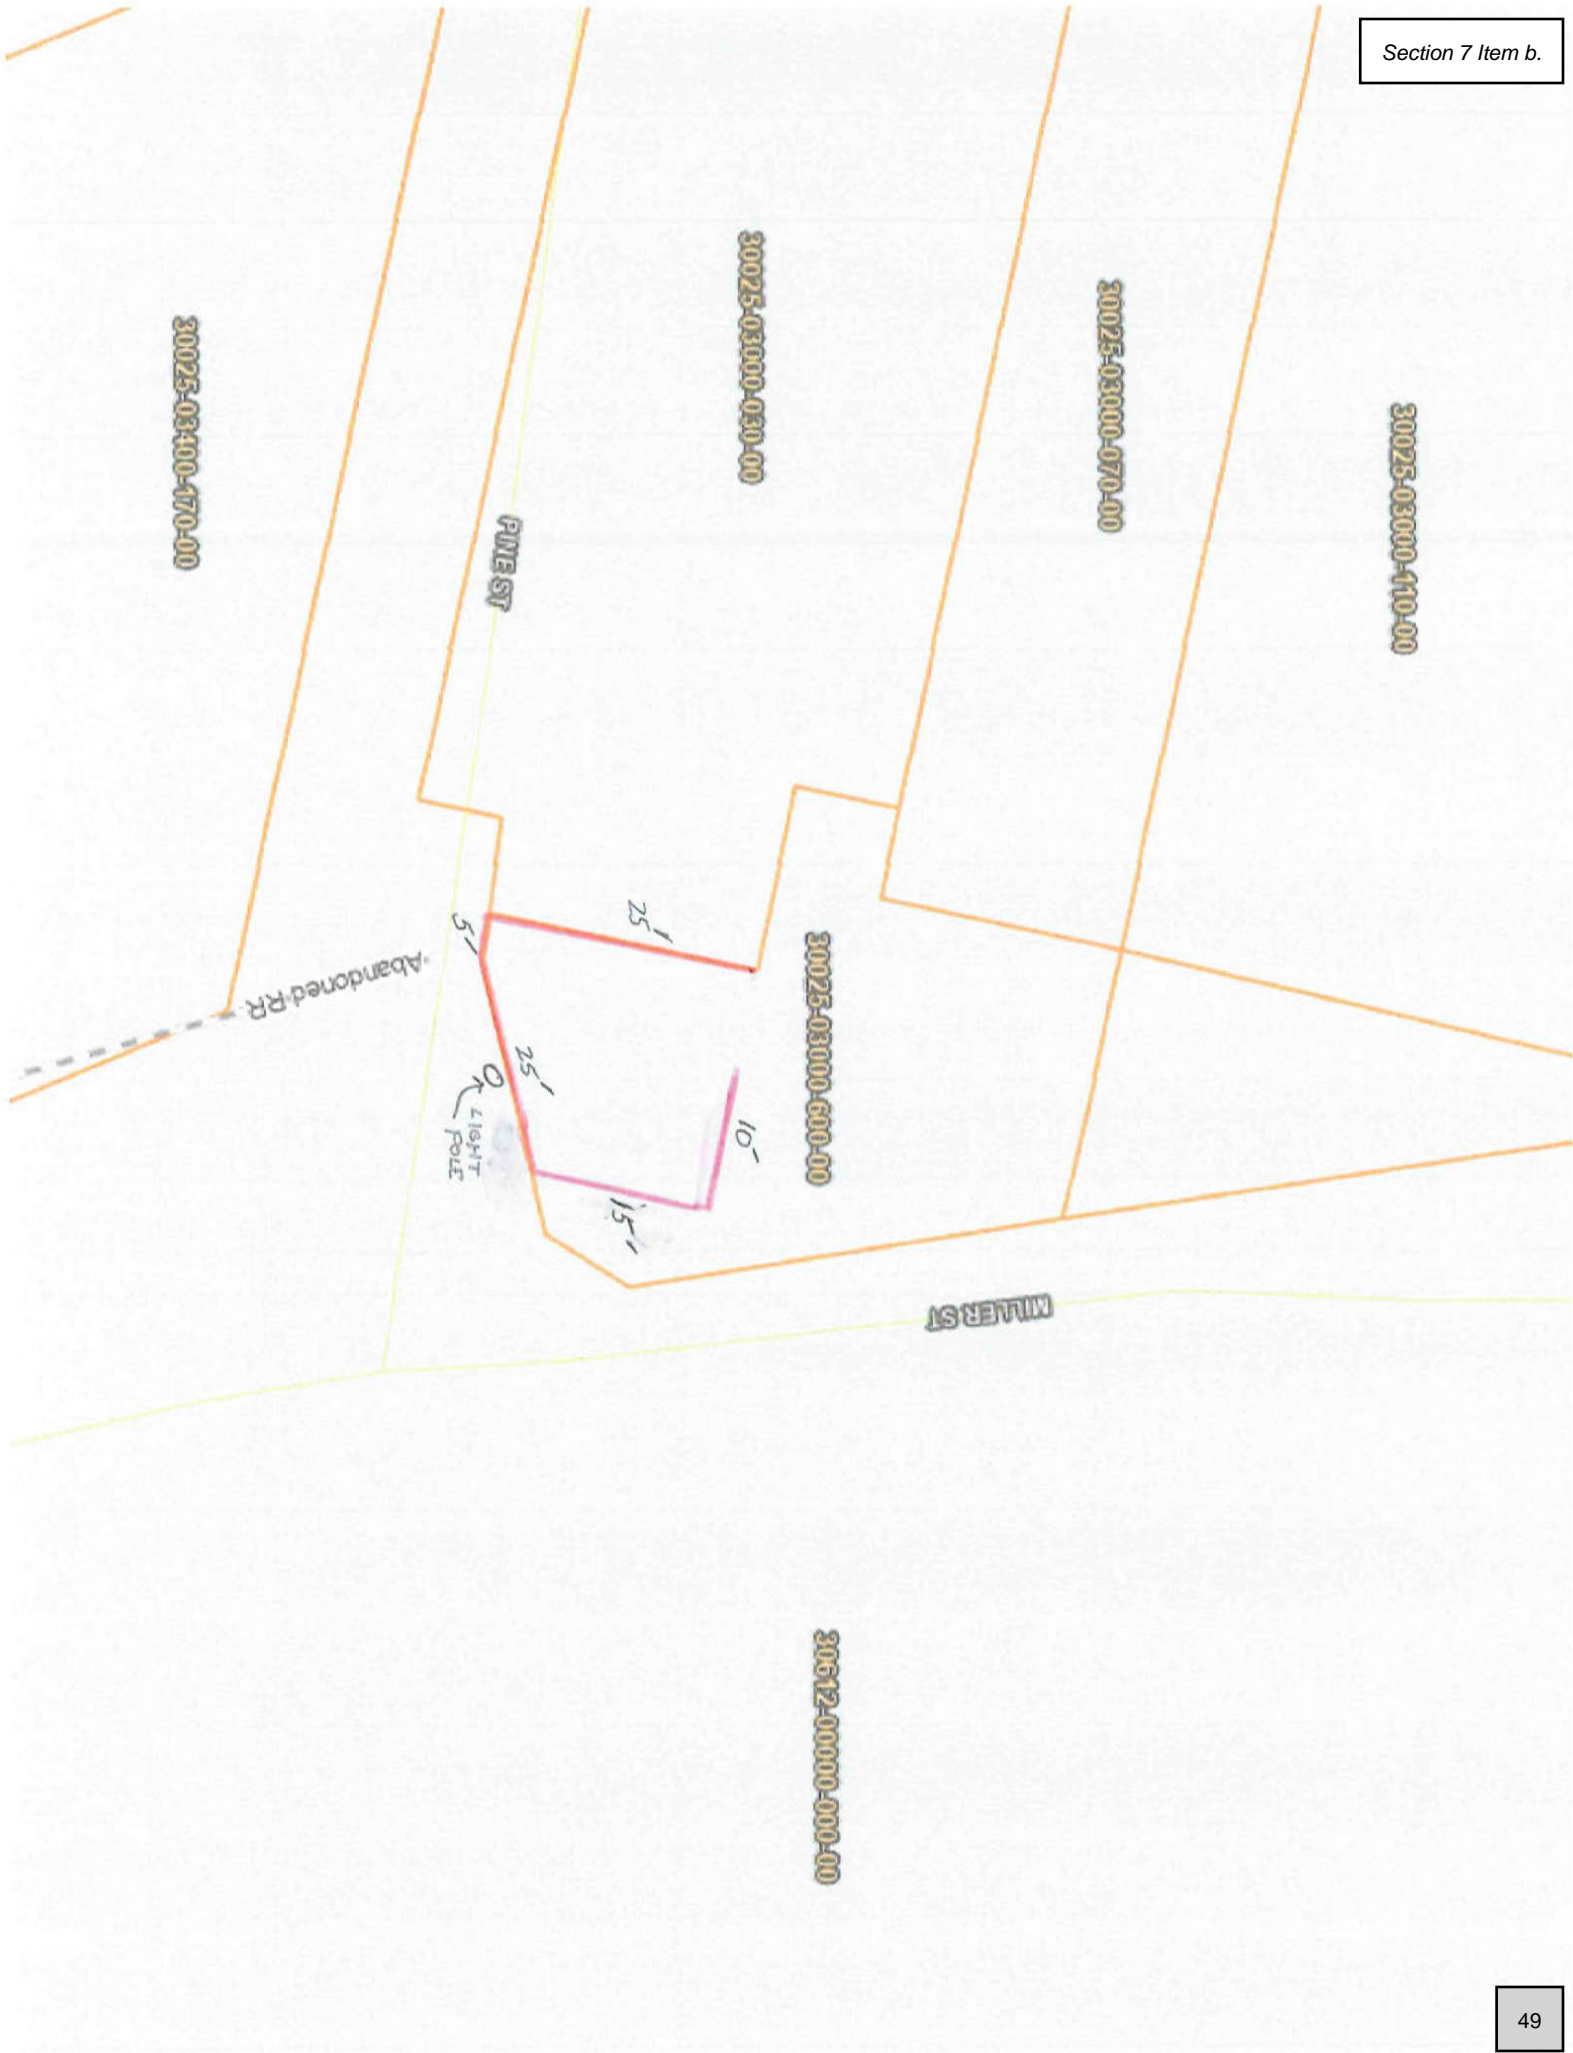 Section 7 Item b.
30025-03000-110-00
30025-03000-070-00
30025-03000-030-00
30025-03400-170-00
PINE ST
25'
5'
Abandoned RR
30025-03000-600-00
25'
LIGHT
POLE
10'
15'
MILLER ST
30612-00000-000-00
49